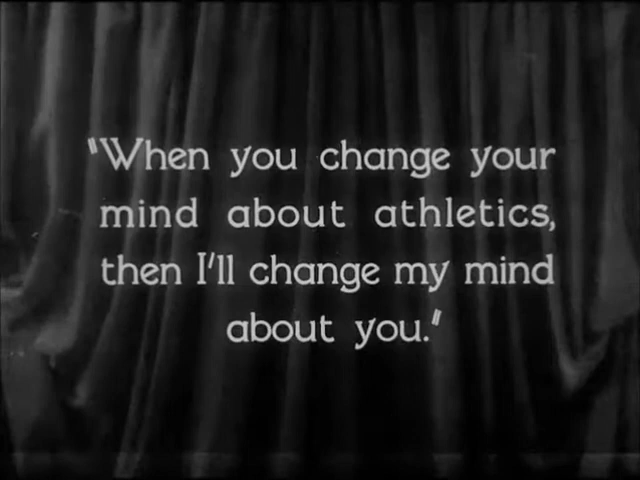 "When you change your
mind about athletics,
then I'll change my mind
about you."